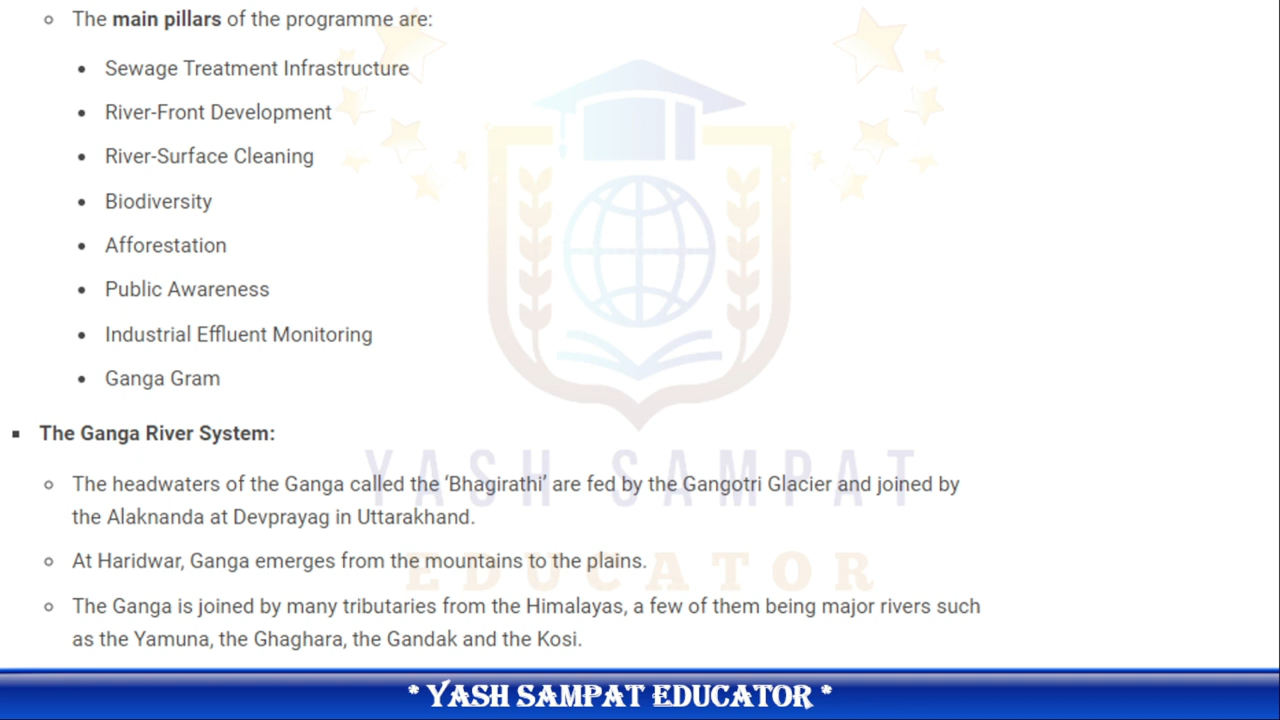 The main pillars of the programme are:
Sewage Treatment Infrastructure
River-Front Development
River-Surface Cleaning
Biodiversity
Afforestation
Public Awareness
Industrial Effluent Monitoring
Ganga Gram
The Ganga River System:
The headwaters of the Ganga called the ‘Bhagirathi’ are fed by the Gangotri Glacier and joined by
the Alaknanda at Devprayag in Uttarakhand.
At Haridwar, Ganga emerges from the mountains to the plains.
The Ganga is joined by many tributaries from the Himalayas, a few of them being major rivers such
as the Yamuna, the Ghaghara, the Gandak and the Kosi.
YASH SAMPAT
EDUCATOR
* YASH SAMPAT EDUCATOR *